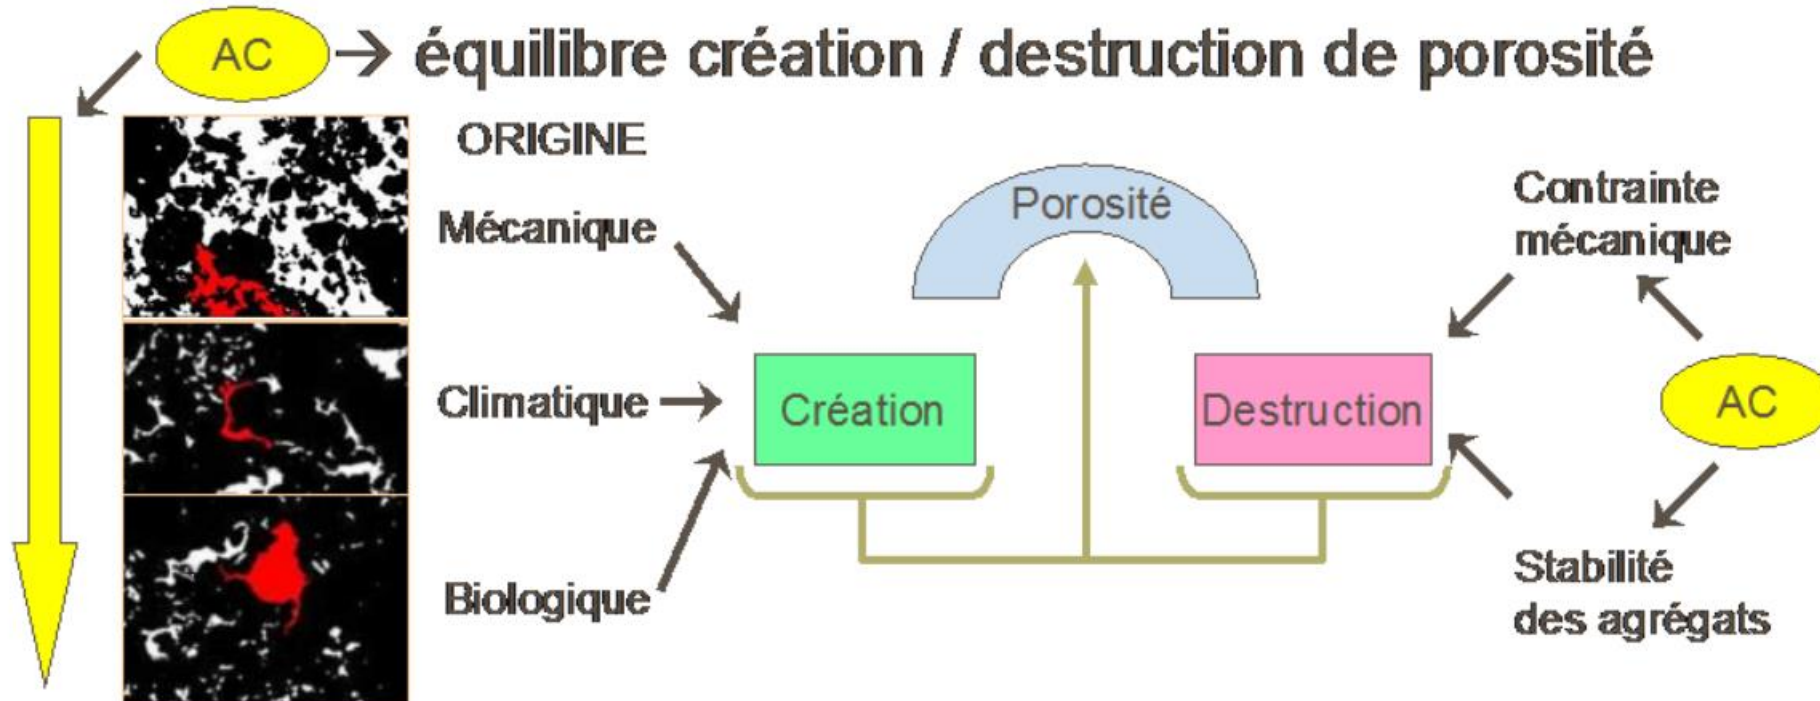 AC → équilibre création / destruction de porosité
ORIGINE
Mécanique
Climatique
Biologique
Porosité
Création
Destruction
Contrainte
mécanique
AC
Stabilité
des agrégats